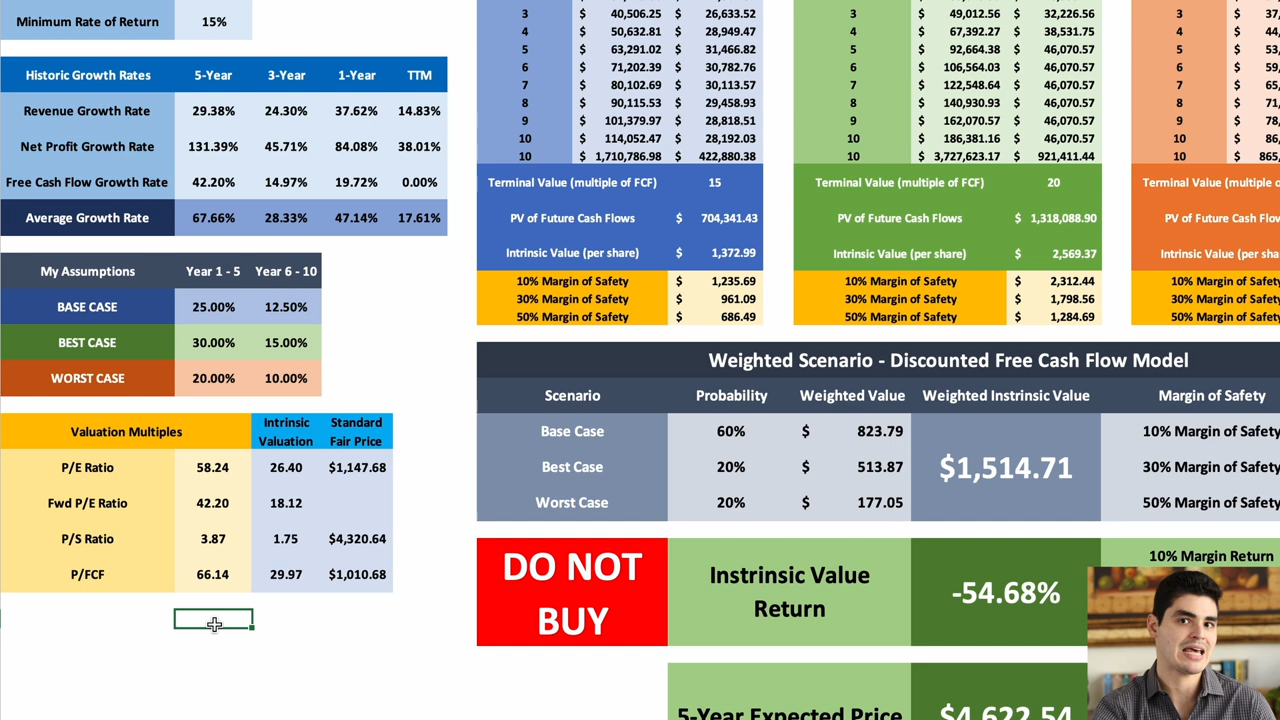 Minimum Rate of Return 15%
Historic Growth Rates 5-Year 3-Year 1-Year TTM
Revenue Growth Rate 29.38% 24.30% 37.62% 14.83%
Net Profit Growth Rate 131.39% 45.71% 84.08% 38.01%
Free Cash Flow Growth Rate 42.20% 14.97% 19.72% 0.00%
Average Growth Rate 67.66% 28.33% 47.14% 17.61%
My Assumptions Year 1 - 5 Year 6 - 10
BASE CASE 25.00% 12.50%
BEST CASE 30.00% 15.00%
WORST CASE 20.00% 10.00%
Valuation Multiples Intrinsic Valuation Standard Fair Price
P/E Ratio 58.24 26.40 $1,147.68
Fwd P/E Ratio 42.20 18.12
P/S Ratio 3.87 1.75 $4,320.64
P/FCF 66.14 29.97 $1,010.68
3 $ 40,506.25 $ 26,633.52
4 $ 50,632.81 $ 28,949.47
5 $ 63,291.02 $ 31,466.82
6 $ 71,202.39 $ 30,782.76
7 $ 80,102.69 $ 30,113.57
8 $ 90,115.53 $ 29,458.93
9 $ 101,379.97 $ 28,818.51
10 $ 114,052.47 $ 28,192.03
10 $ 1,710,786.98 $ 422,880.38
Terminal Value (multiple of FCF) 15
PV of Future Cash Flows $ 704,341.43
Intrinsic Value (per share) $ 1,372.99
10% Margin of Safety $ 1,235.69
30% Margin of Safety $ 961.09
50% Margin of Safety $ 686.49
3 $ 49,012.56 $ 32,226.56
4 $ 67,392.27 $ 38,531.75
5 $ 92,664.38 $ 46,070.57
6 $ 106,564.03 $ 46,070.57
7 $ 122,548.64 $ 46,070.57
8 $ 140,930.93 $ 46,070.57
9 $ 162,070.57 $ 46,070.57
10 $ 186,381.16 $ 46,070.57
10 $ 3,727,623.17 $ 921,411.44
Terminal Value (multiple of FCF) 20
PV of Future Cash Flows $ 1,318,088.90
Intrinsic Value (per share) $ 2,569.37
10% Margin of Safety $ 2,312.44
30% Margin of Safety $ 1,798.56
50% Margin of Safety $ 1,284.69
3 $ 37,
4 $ 44,
5 $ 53,
6 $ 59,
7 $ 65,
8 $ 71,
9 $ 78,
10 $ 86,
10 $ 865,
Terminal Value (multiple o
PV of Future Cash Flow
Intrinsic Value (per sha
10% Margin of Safety
30% Margin of Safety
50% Margin of Safety
Weighted Scenario - Discounted Free Cash Flow Model
Scenario Probability Weighted Value Weighted Instrinsic Value Margin of Safety
Base Case 60% $ 823.79 10% Margin of Safety
Best Case 20% $ 513.87 $1,514.71 30% Margin of Safety
Worst Case 20% $ 177.05 50% Margin of Safety
DO NOT
BUY
Instrinsic Value
Return
-54.68%
10% Margin Return
5-Year Expected Price $4,622.54